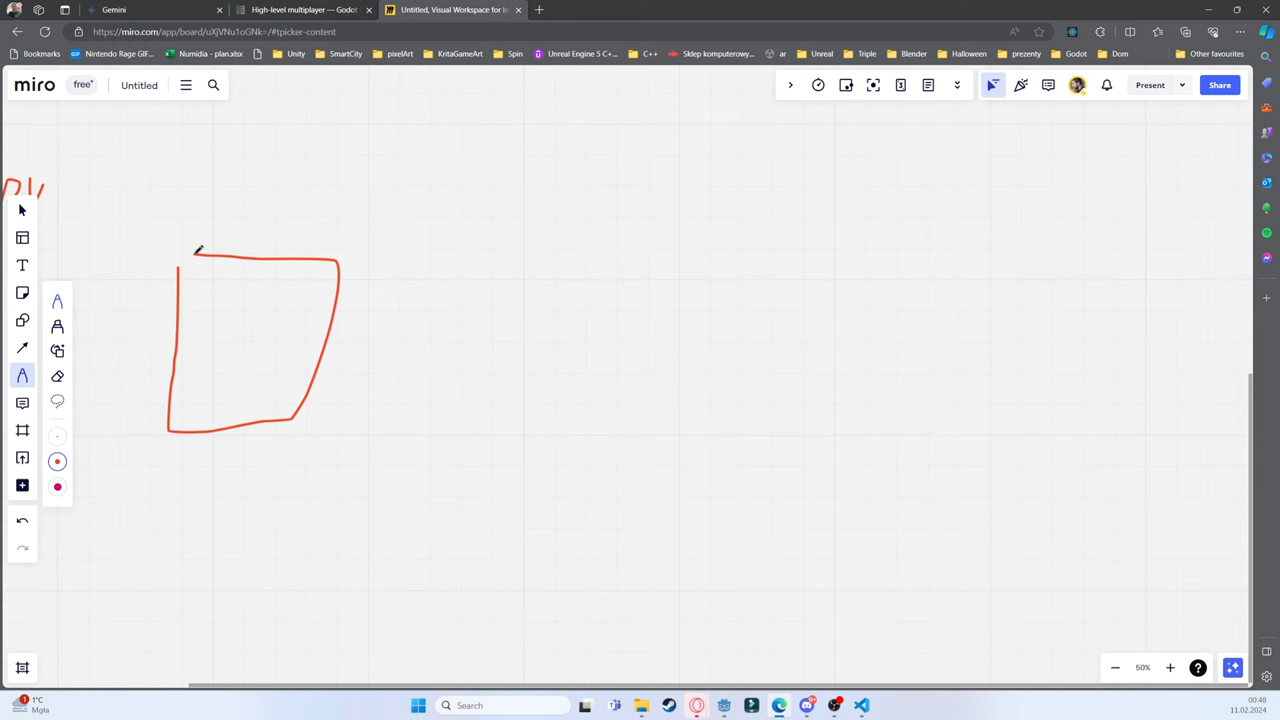 Gemini
High-level multiplayer — Godot
Untitled, Visual Workspace for In
https://miro.com/app/board/uXjVNu1oGNk=/#tpicker-content
Bookmarks
Nintendo Rage GIF...
Numidia - plan.xlsx
Unity
SmartCity
pixelArt
KritaGameArt
Spin
Unreal Engine 5 C+...
C++
Sklep komputerowy...
ar
Unreal
Triple
Blender
Halloween
prezenty
Godot
Dom
Other favourites
miro
free
Untitled
3
Present
Share
50%
?
1
1°C
Mgła
Search
00:48
11.02.2024